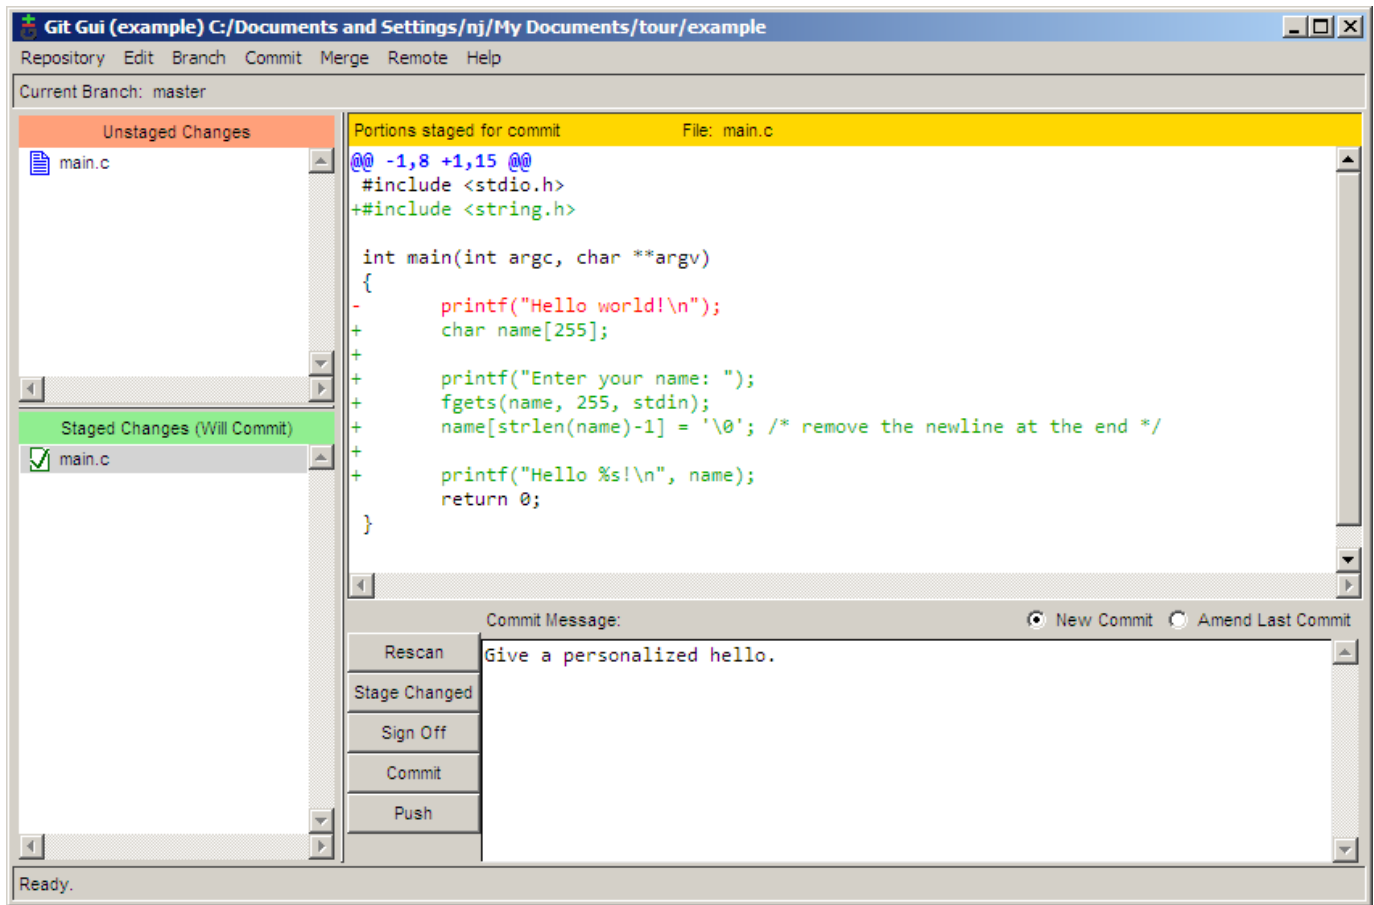 Git Gui (example) C:/Documents and Settings/nj/My Documents/tour/example
Repository Edit Branch Commit Merge Remote Help
Current Branch: master
Unstaged Changes
main.c
Staged Changes (Will Commit)
main.c
Portions staged for commit File: main.c
@@ -1,8 +1,15 @@
 #include <stdio.h>
+#include <string.h>

 int main(int argc, char **argv)
 {
-       printf("Hello world!\n");
+       char name[255];
+
+       printf("Enter your name: ");
+       fgets(name, 255, stdin);
+       name[strlen(name)-1] = '\0'; /* remove the newline at the end */
+
+       printf("Hello %s!\n", name);
        return 0;
 }
Commit Message: New Commit Amend Last Commit
Rescan
Stage Changed
Sign Off
Commit
Push
Give a personalized hello.
Ready.